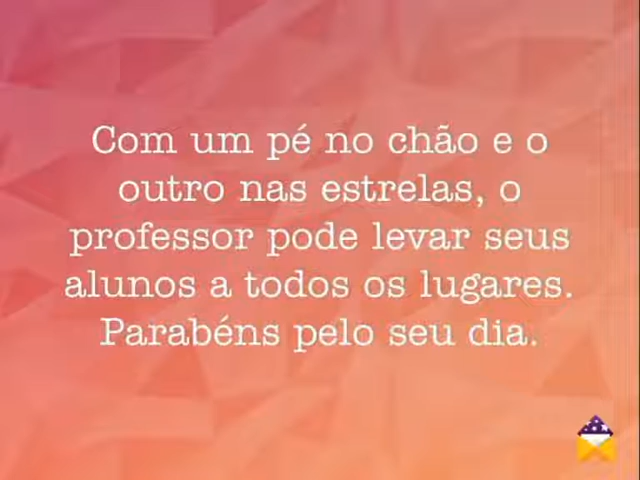 Com um pé no chão e o
outro nas estrelas, o
professor pode levar seus
alunos a todos os lugares.
Parabéns pelo seu dia.